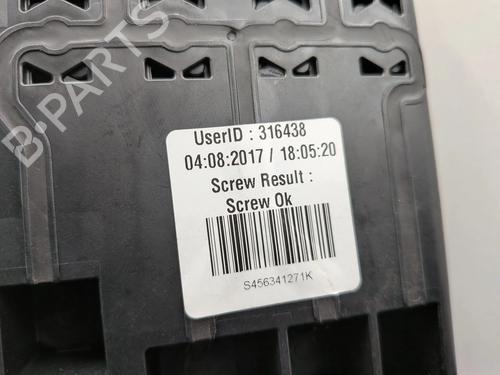 B-PARTS
UserID : 316438
04:08:2017 / 18:05:20
Screw Result :
Screw Ok
S456341271K